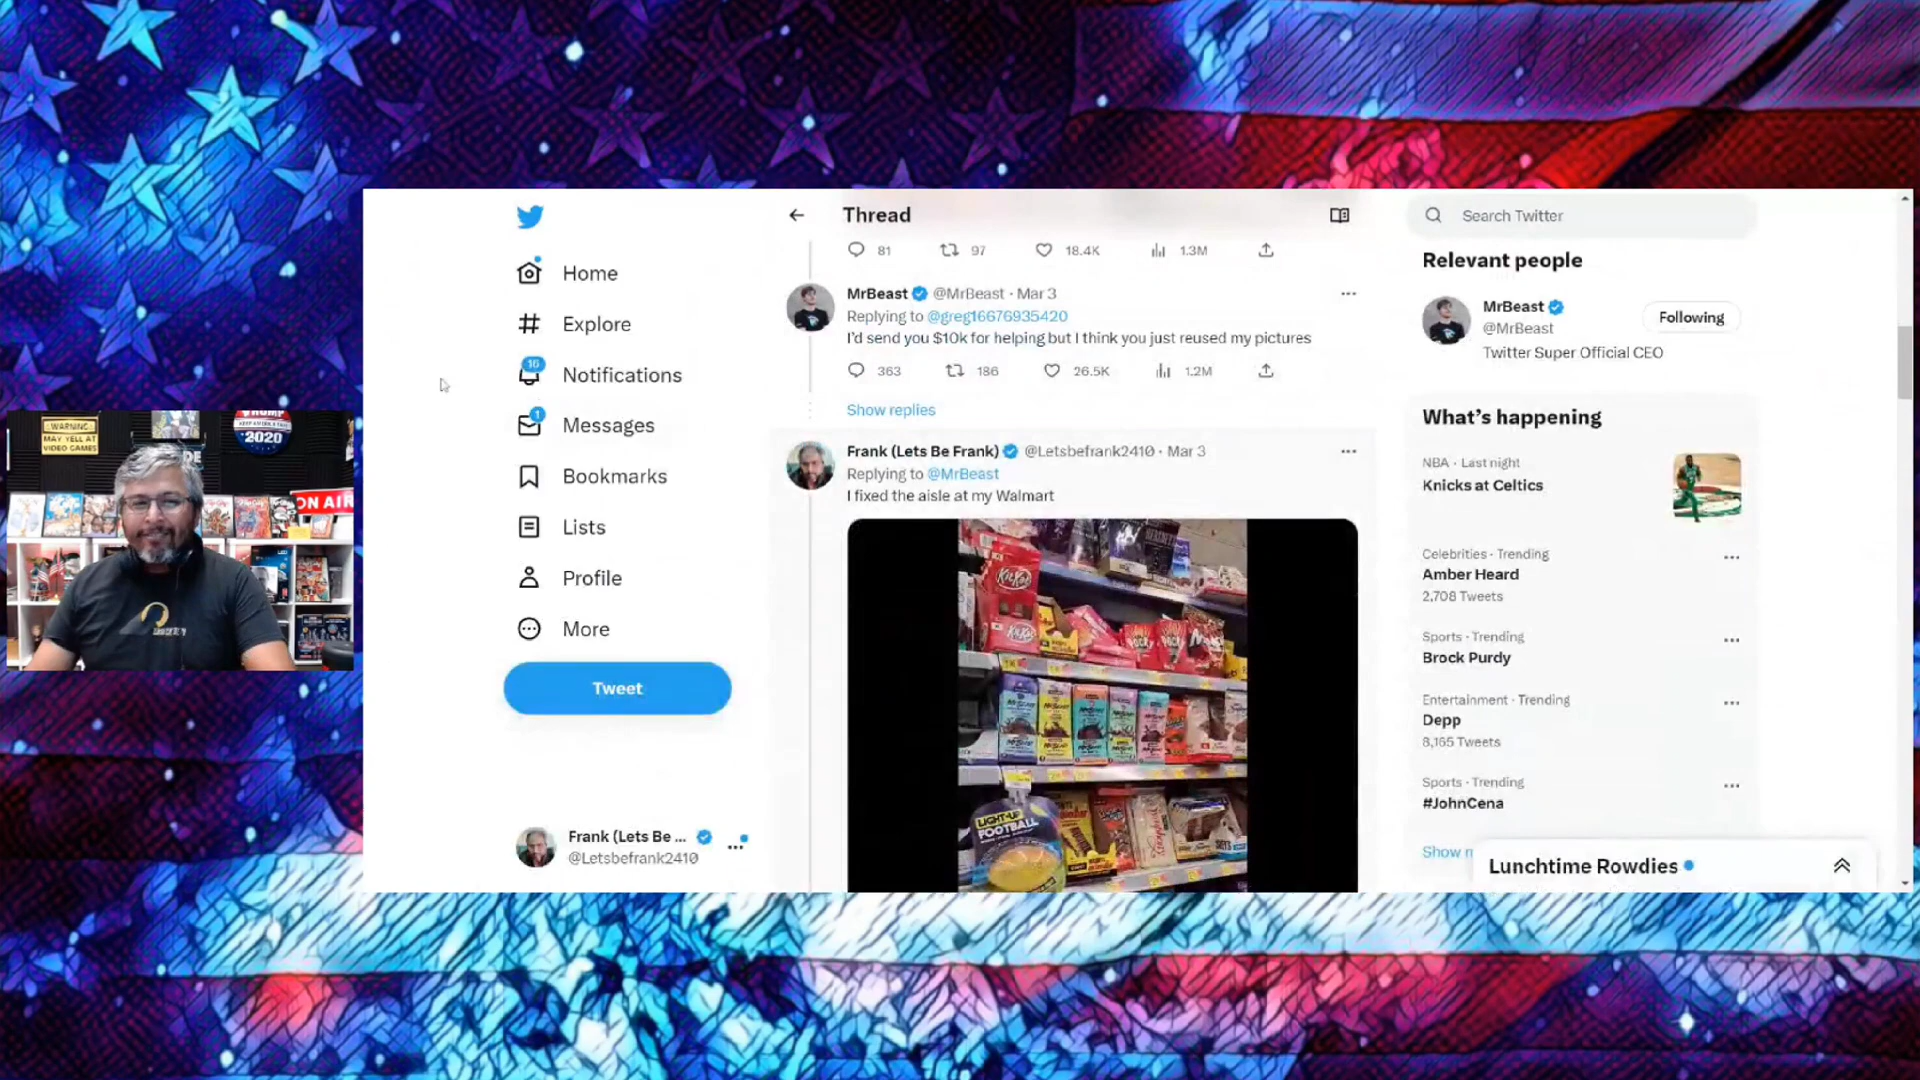 Thread
Search Twitter
81 97 18.4K 1.3M
Home
Explore
16
Notifications
1
Messages
Bookmarks
Lists
Profile
More
Tweet
Frank (Lets Be ...
@Letsbefrank2410
MrBeast @MrBeast · Mar 3
Replying to @greg16676935420
I'd send you $10k for helping but I think you just reused my pictures
363 186 26.5K 1.2M
Show replies
Frank (Lets Be Frank) @Letsbefrank2410 · Mar 3
Replying to @MrBeast
I fixed the aisle at my Walmart
KitKat
KitKat
LIGHT-UP
FOOTBALL
Relevant people
MrBeast
@MrBeast
Following
Twitter Super Official CEO
What's happening
NBA · Last night
Knicks at Celtics
Celebrities · Trending
Amber Heard
2,708 Tweets
Sports · Trending
Brock Purdy
Entertainment · Trending
Depp
8,165 Tweets
Sports · Trending
#JohnCena
Show
Lunchtime Rowdies
WARNING
MAY YELL AT
VIDEO GAMES
2020
ON AIR